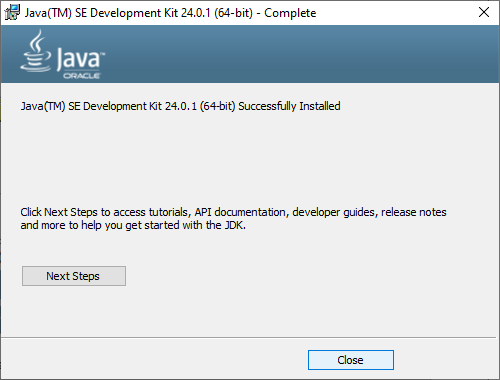 Java(TM) SE Development Kit 24.0.1 (64-bit) - Complete
Java™
ORACLE
Java(TM) SE Development Kit 24.0.1 (64-bit) Successfully Installed
Click Next Steps to access tutorials, API documentation, developer guides, release notes
and more to help you get started with the JDK.
Next Steps
Close